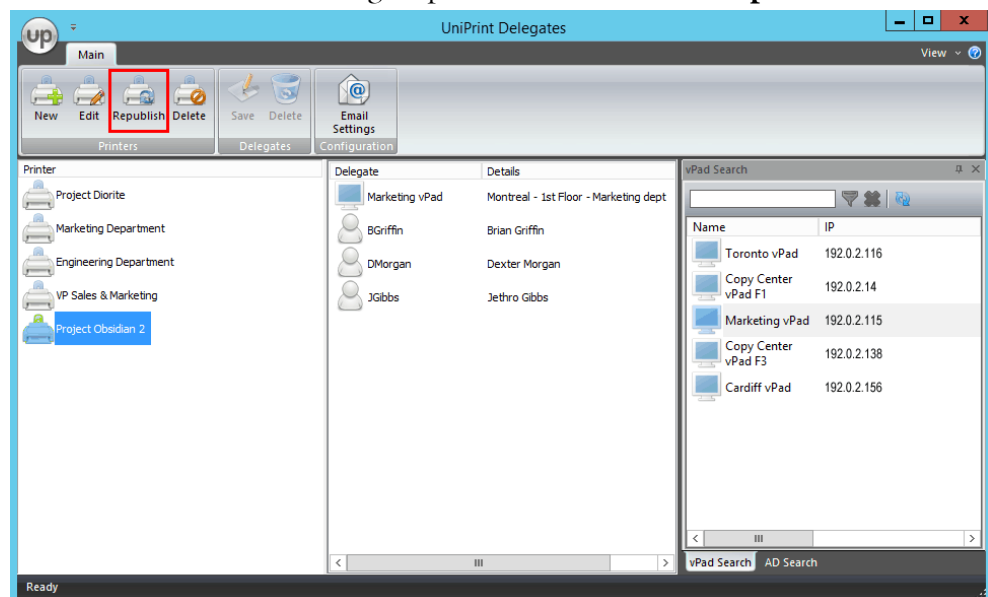 UniPrint Delegates
up
Main
View
New Edit Republish Delete Save Delete Email Settings
Printers Delegates Configuration
Printer
Project Diorite
Marketing Department
Engineering Department
VP Sales & Marketing
Project Obsidian 2
Delegate Details
Marketing vPad Montreal - 1st Floor - Marketing dept
BGriffin Brian Griffin
DMorgan Dexter Morgan
JGibbs Jethro Gibbs
vPad Search
Name IP
Toronto vPad 192.0.2.116
Copy Center vPad F1 192.0.2.14
Marketing vPad 192.0.2.115
Copy Center vPad F3 192.0.2.138
Cardiff vPad 192.0.2.156
vPad Search AD Search
Ready